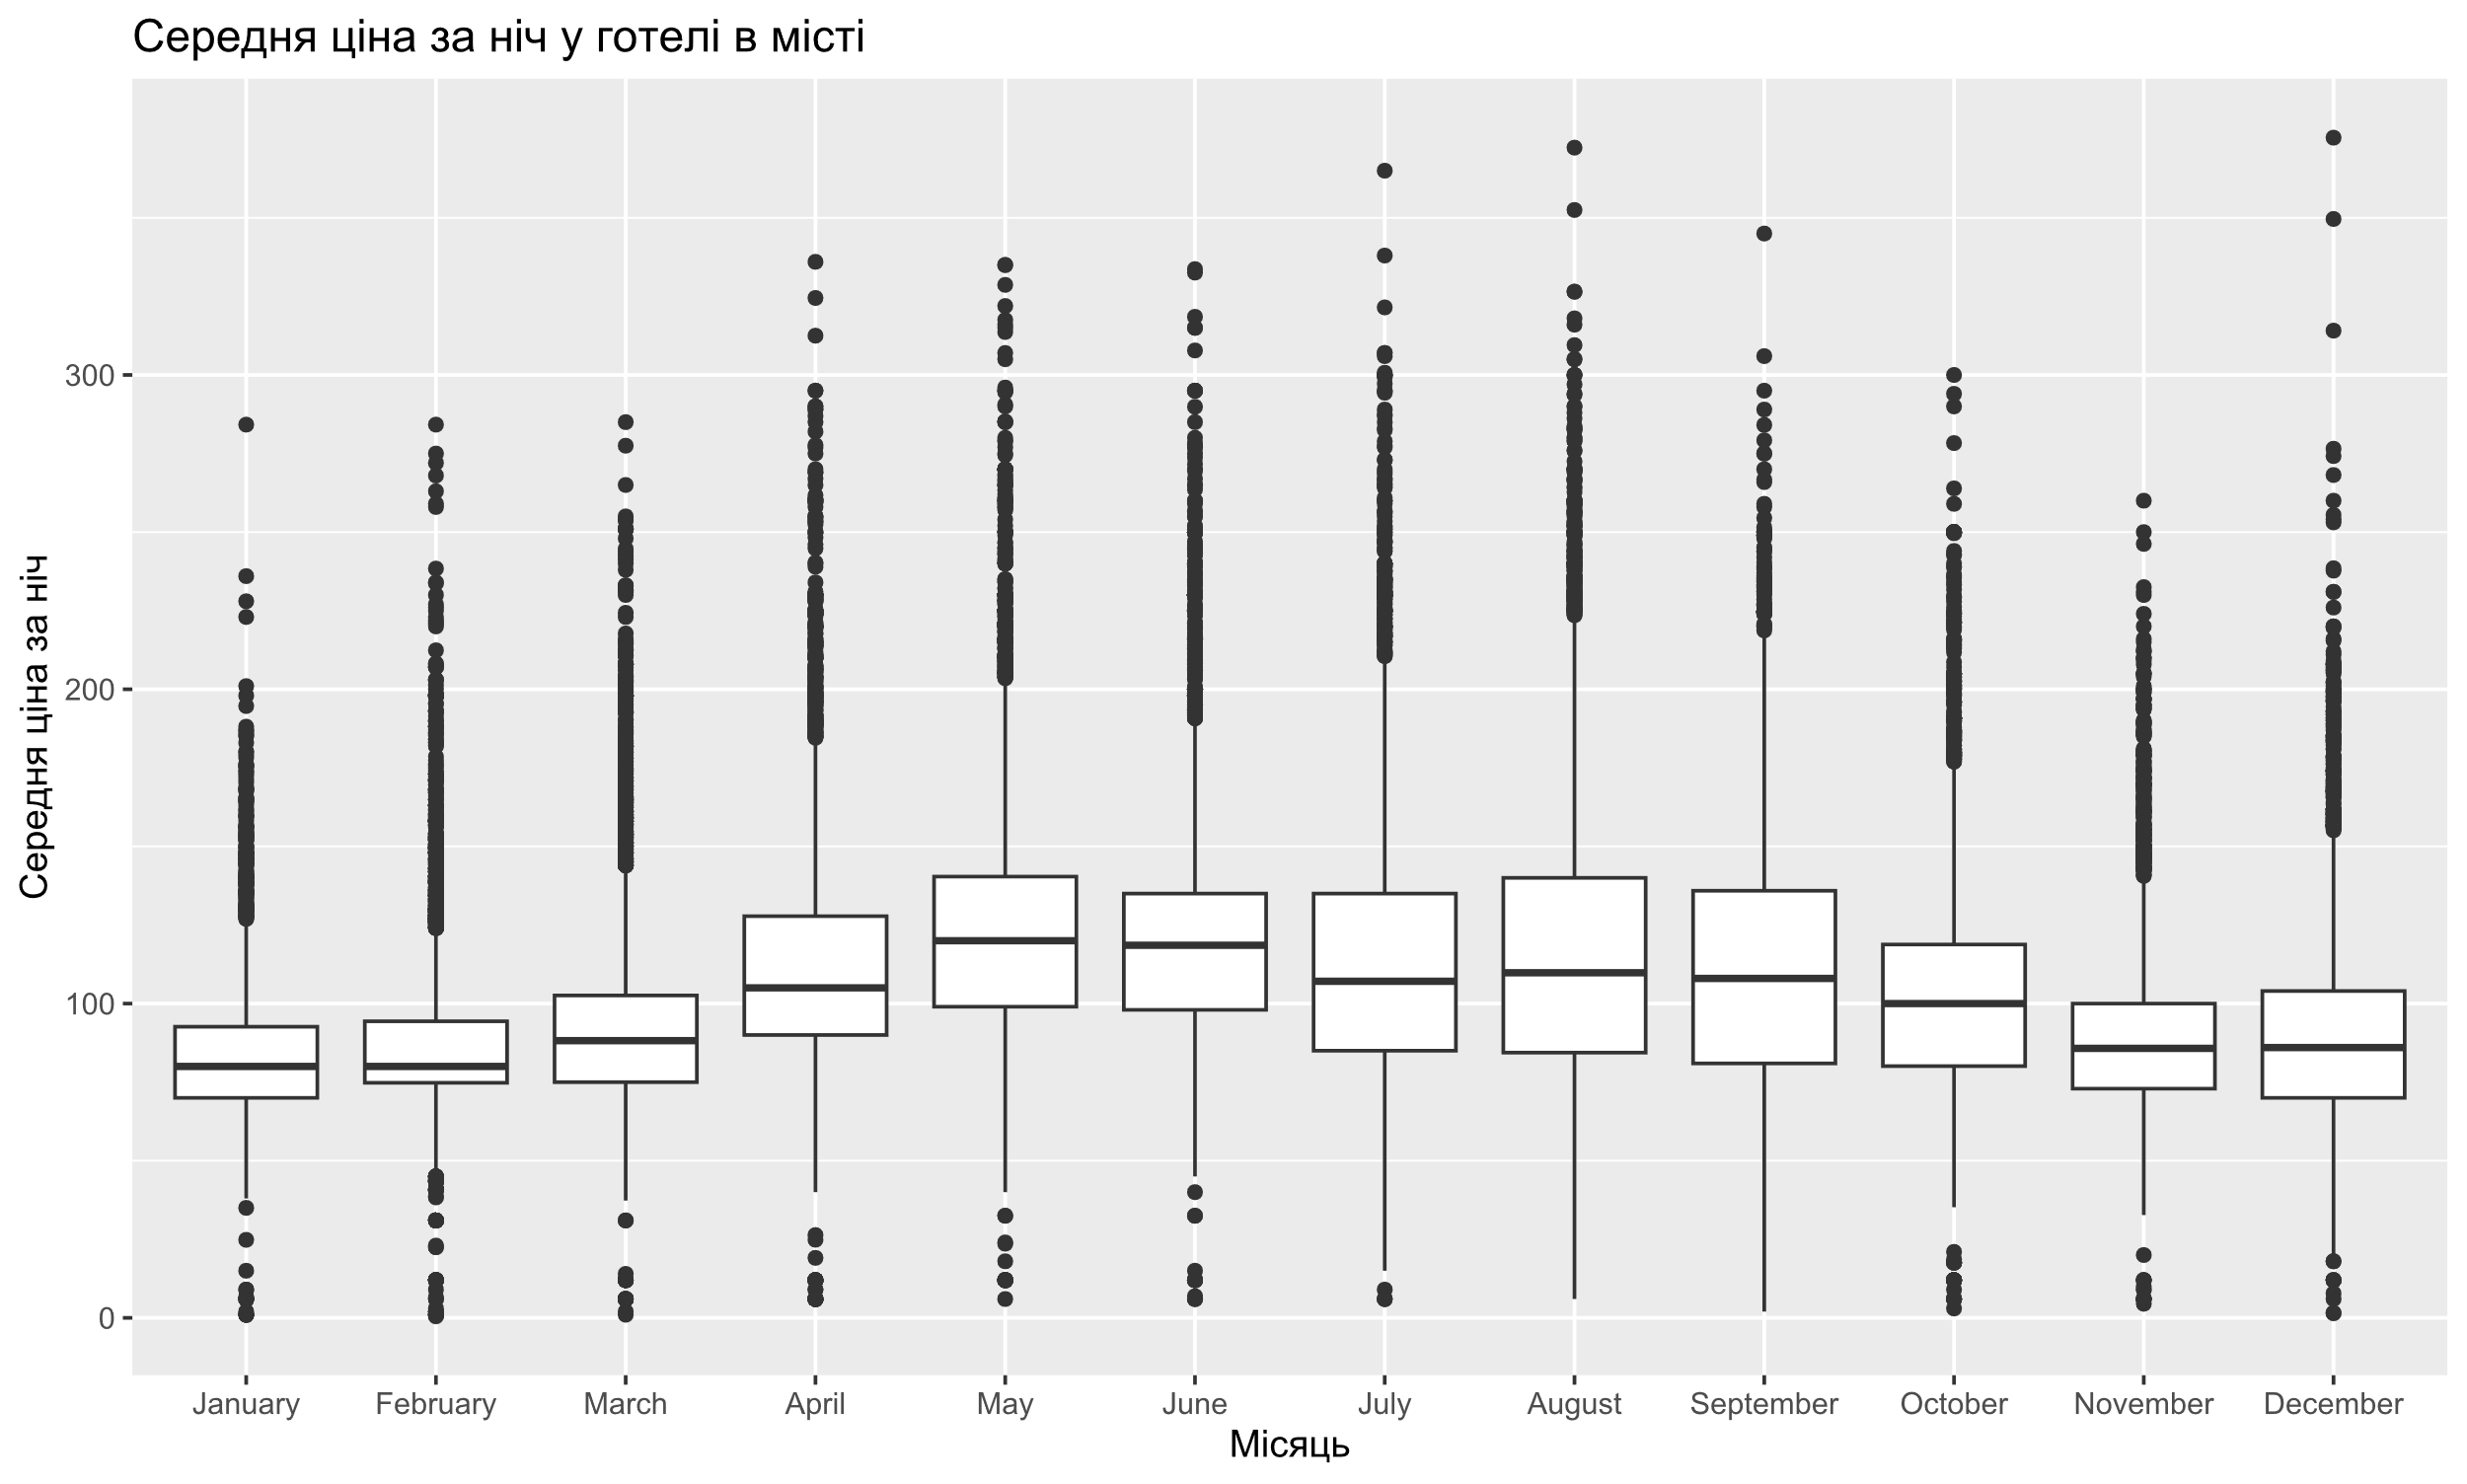 Середня ціна за ніч у готелі в місті
Середня ціна за ніч
300
200
100
0
January February March April May June July August September October November December
Місяць